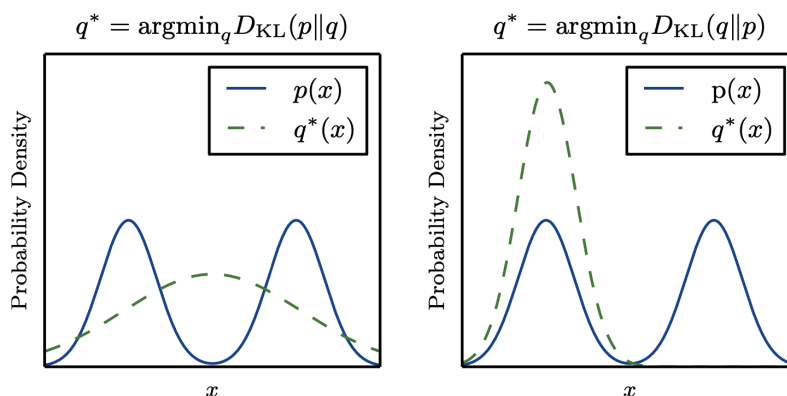 q* = argmin_q D_KL(p‖q)
p(x)
q*(x)
Probability Density
x
q* = argmin_q D_KL(q‖p)
p(x)
q*(x)
Probability Density
x